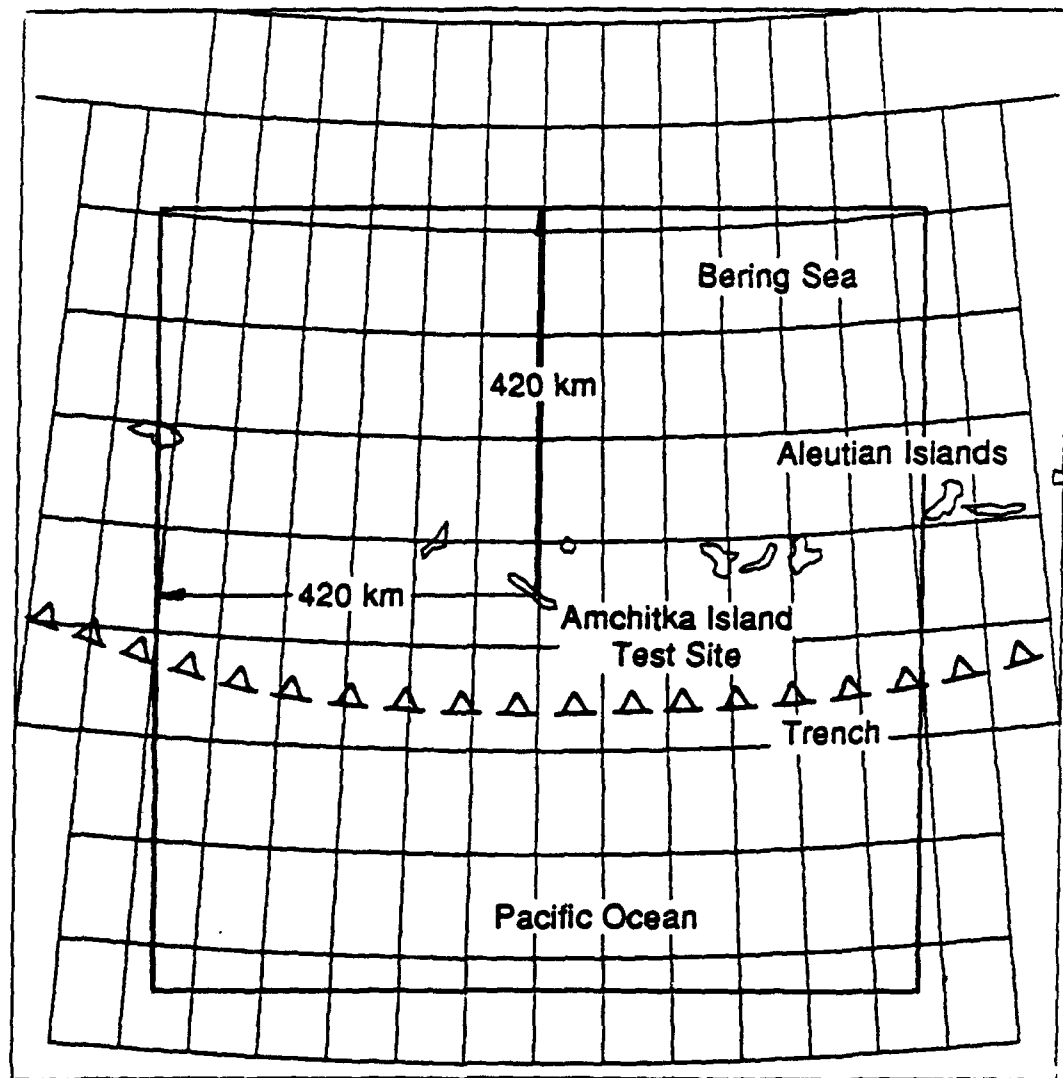 Bering Sea
420 km
Aleutian Islands
420 km
Amchitka Island
Test Site
Trench
Pacific Ocean